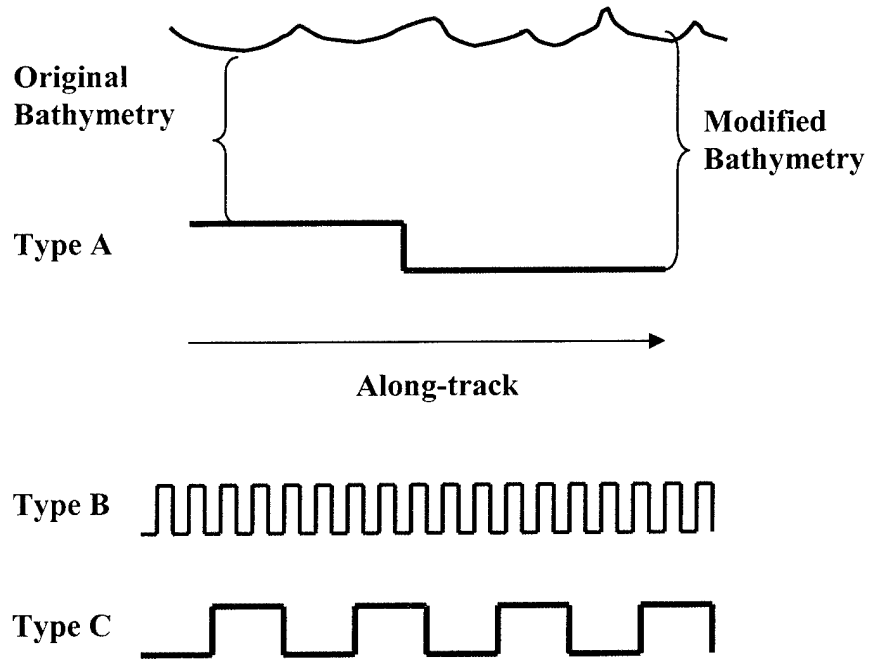 Original
Bathymetry
Modified
Bathymetry
Type A
Along-track
Type B
Type C